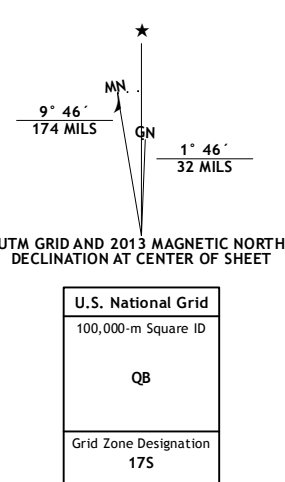 ★
MN
GN
9° 46´
174 MILS
1° 46´
32 MILS
UTM GRID AND 2013 MAGNETIC NORTH
DECLINATION AT CENTER OF SHEET
U.S. National Grid
100,000-m Square ID
QB
Grid Zone Designation
17S